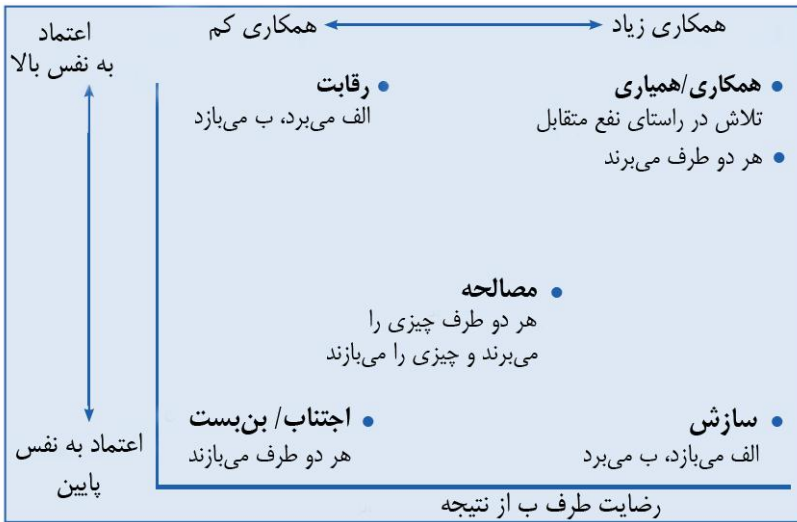 همکاری زیاد
همکاری کم
اعتماد
به نفس بالا
همکاری/همیاری
تلاش در راستای نفع متقابل
هر دو طرف می‌برند
رقابت
الف می‌برد، ب می‌بازد
مصالحه
هر دو طرف چیزی را
می‌برند و چیزی را می‌بازند
سازش
الف می‌بازد، ب می‌برد
اجتناب/ بن‌بست
هر دو طرف می‌بازند
اعتماد به نفس
پایین
رضایت طرف ب از نتیجه